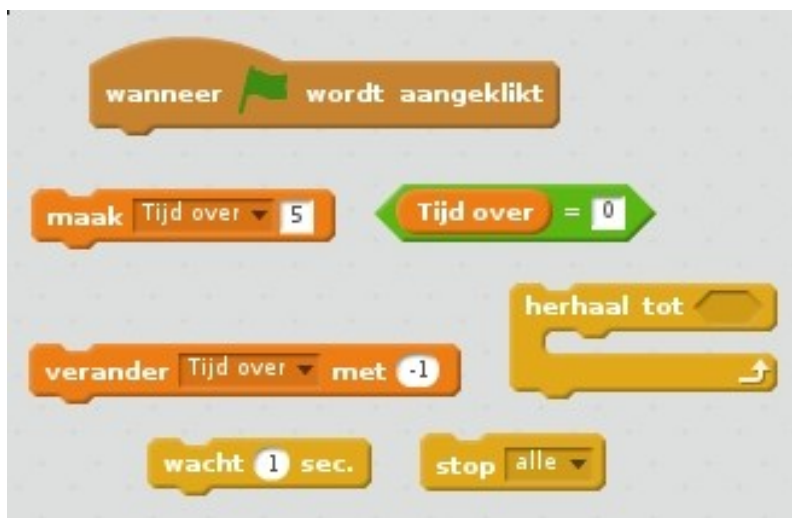 wanneer wordt aangeklikt
maak Tijd over 5
Tijd over = 0
herhaal tot
verander Tijd over met -1
wacht 1 sec.
stop alle